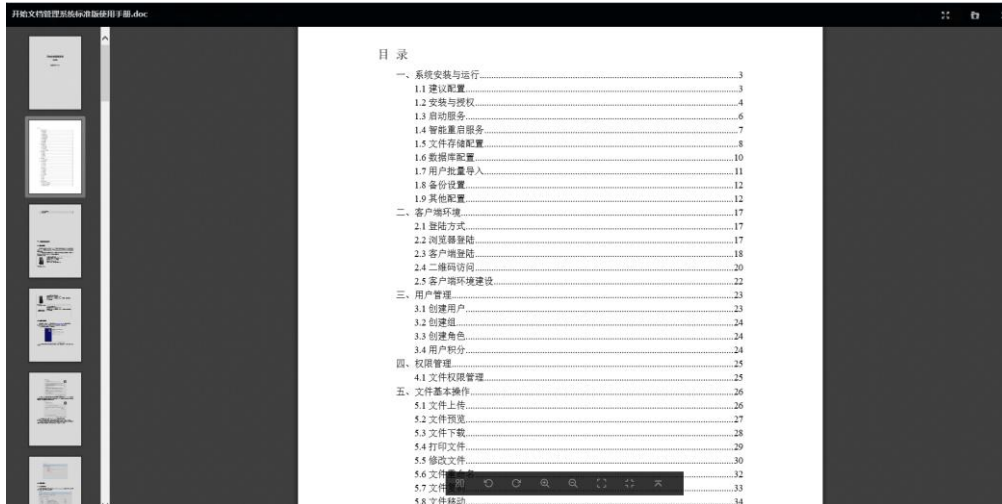 开始文档管理系统标准版使用手册.doc
目 录
一、系统安装与运行......3
1.1 建议配置......3
1.2 安装与授权......4
1.3 启动服务......6
1.4 智能重启服务......7
1.5 文件存储配置......8
1.6 数据库配置......10
1.7 用户批量导入......11
1.8 备份设置......12
1.9 其他配置......12
二、客户端环境......17
2.1 登陆方式......17
2.2 浏览器登陆......17
2.3 客户端登陆......18
2.4 二维码访问......20
2.5 客户端环境建设......22
三、用户管理......23
3.1 创建用户......23
3.2 创建组......24
3.3 创建角色......24
3.4 用户积分......24
四、权限管理......25
4.1 文件权限管理......25
五、文件基本操作......26
5.1 文件上传......26
5.2 文件预览......27
5.3 文件下载......28
5.4 打印文件......29
5.5 修改文件......30
5.6 文件......32
5.7 文件......33
5.8 文件移动......34